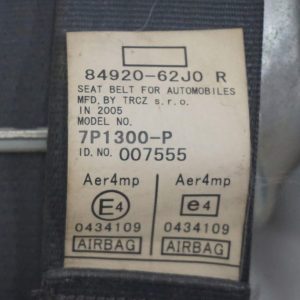 84920-62J0 R
SEAT BELT FOR AUTOMOBILES
MFD, BY TRCZ s.r.o.
IN 2005
MODEL NO.
7P1300-P
ID. NO. 007555
Aer4mp Aer4mp
E4 e4
0434109 0434109
AIRBAG AIRBAG